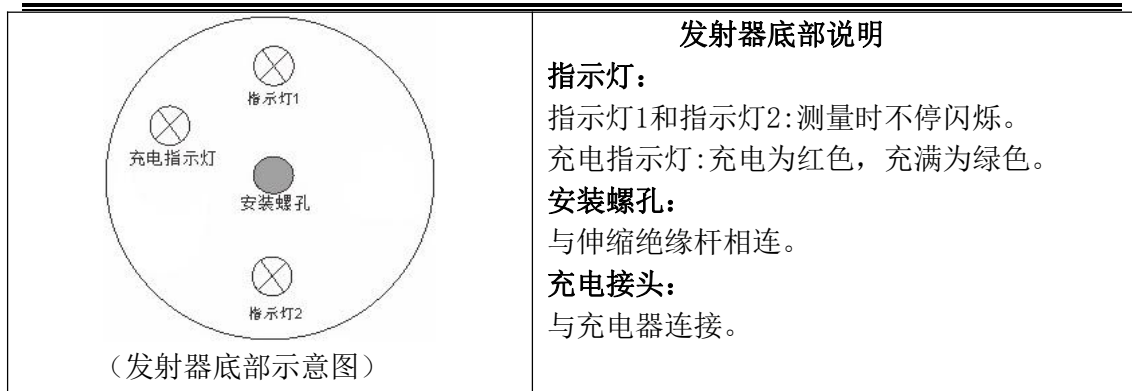 指示灯1
充电指示灯
安装螺孔
指示灯2
（发射器底部示意图）
发射器底部说明
指示灯：
指示灯1和指示灯2:测量时不停闪烁。
充电指示灯:充电为红色，充满为绿色。
安装螺孔：
与伸缩绝缘杆相连。
充电接头：
与充电器连接。